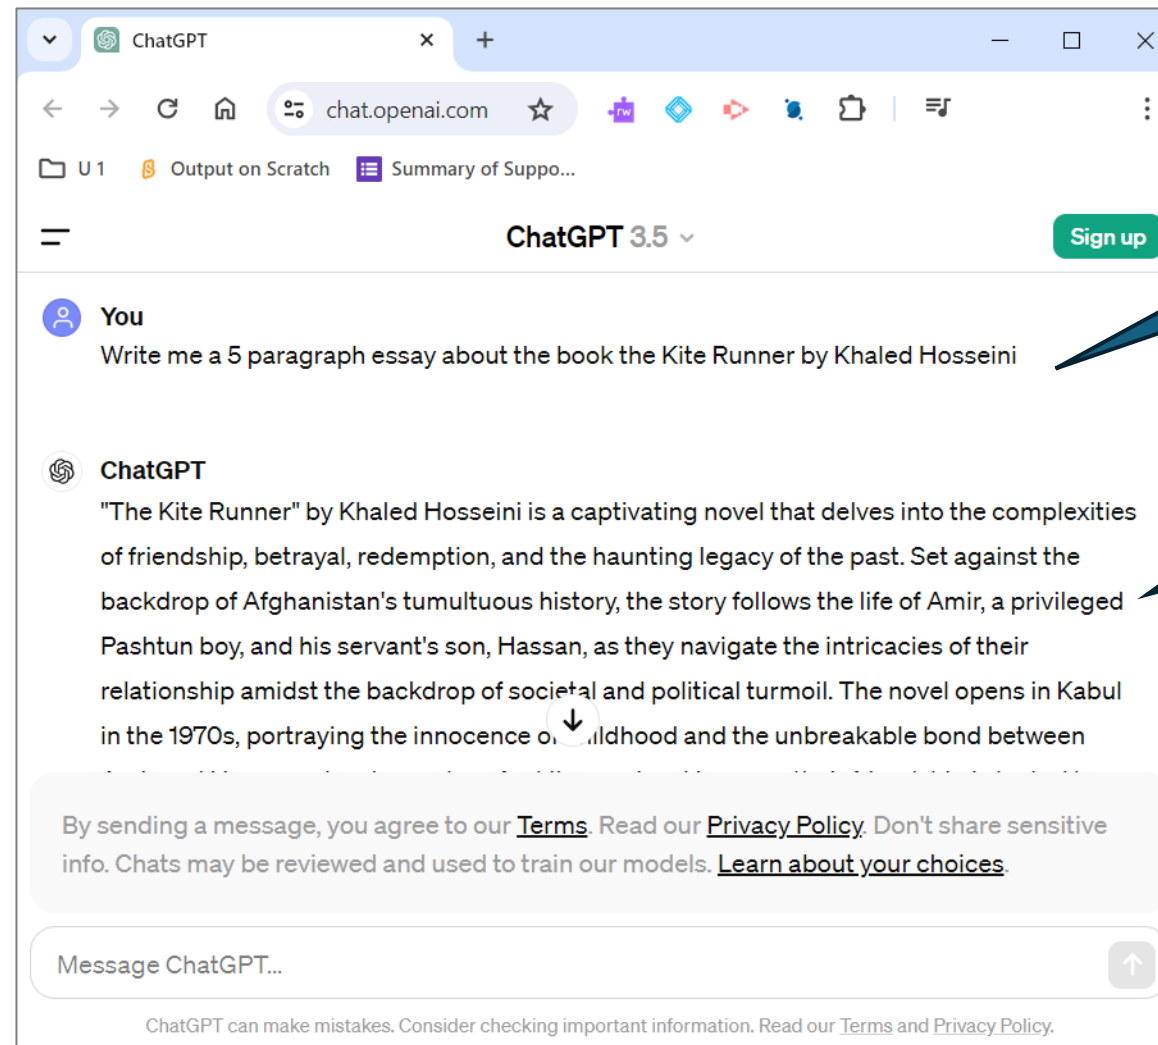 ChatGPT
chat.openai.com
rw
U 1
Output on Scratch
Summary of Suppo...
ChatGPT 3.5
Sign up
You
Write me a 5 paragraph essay about the book the Kite Runner by Khaled Hosseini
ChatGPT
"The Kite Runner" by Khaled Hosseini is a captivating novel that delves into the complexities
of friendship, betrayal, redemption, and the haunting legacy of the past. Set against the
backdrop of Afghanistan's tumultuous history, the story follows the life of Amir, a privileged
Pashtun boy, and his servant's son, Hassan, as they navigate the intricacies of their
relationship amidst the backdrop of societal and political turmoil. The novel opens in Kabul
in the 1970s, portraying the innocence of childhood and the unbreakable bond between
By sending a message, you agree to our Terms. Read our Privacy Policy. Don't share sensitive
info. Chats may be reviewed and used to train our models. Learn about your choices.
Message ChatGPT...
ChatGPT can make mistakes. Consider checking important information. Read our Terms and Privacy Policy.